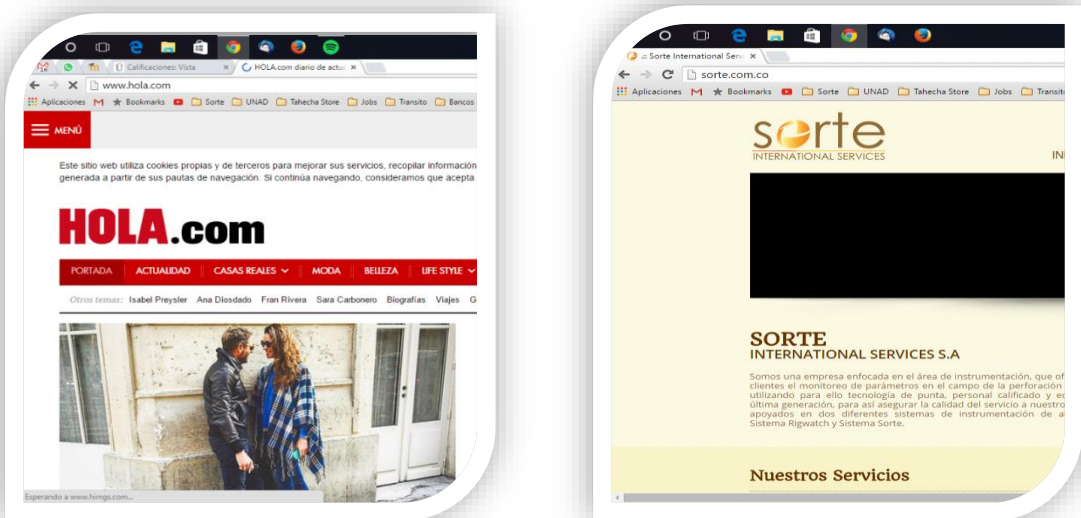 Calificaciones: Vista
HOLA.com diario de actu
www.hola.com
Aplicaciones Bookmarks Sorte UNAD Tahecha Store Jobs Transito Bancos
MENÚ
Este sitio web utiliza cookies propias y de terceros para mejorar sus servicios, recopilar información
generada a partir de sus pautas de navegación. Si continúa navegando, consideramos que acepta
HOLA.com
PORTADA ACTUALIDAD CASAS REALES MODA BELLEZA LIFE STYLE
Otros temas: Isabel Preysler Ana Diosdado Fran Rivera Sara Carbonero Biografías Viajes G
Esperando a www.himgs.com...
:: Sorte International Serv
sorte.com.co
Aplicaciones Bookmarks Sorte UNAD Tahecha Store Jobs Transit
sorte
INTERNATIONAL SERVICES
INI
SORTE
INTERNATIONAL SERVICES S.A
Somos una empresa enfocada en el área de instrumentación, que of
clientes el monitoreo de parámetros en el campo de la perforación
utilizando para ello tecnología de punta, personal calificado y e
última generación, para así asegurar la calidad del servicio a nuestro
apoyados en dos diferentes sistemas de instrumentación de a
Sistema Rigwatch y Sistema Sorte.
Nuestros Servicios